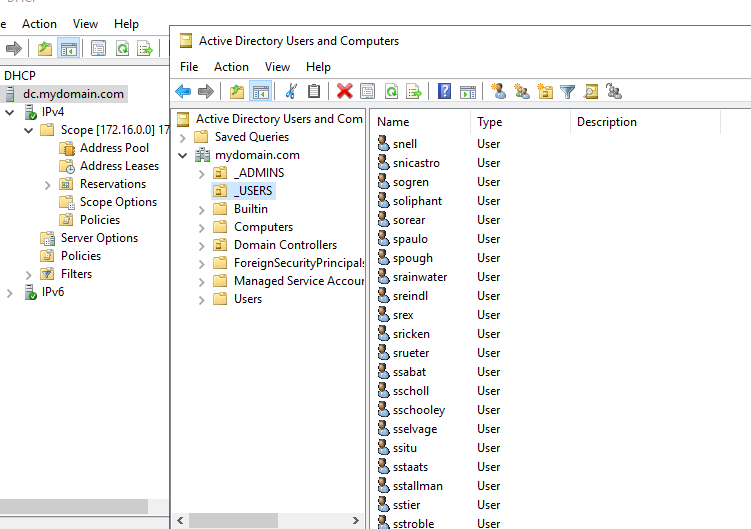 DHCP
e Action View Help
DHCP
dc.mydomain.com
IPv4
Scope [172.16.0.0] 17
Address Pool
Address Leases
Reservations
Scope Options
Policies
Server Options
Policies
Filters
IPv6
Active Directory Users and Computers
File Action View Help
Active Directory Users and Com
Saved Queries
mydomain.com
_ADMINS
_USERS
Builtin
Computers
Domain Controllers
ForeignSecurityPrincipals
Managed Service Accour
Users
Name Type Description
snell User
snicastro User
sogren User
soliphant User
sorear User
spaulo User
spough User
srainwater User
sreindl User
srex User
sricken User
srueter User
ssabat User
sscholl User
sschooley User
sselvage User
ssitu User
sstaats User
sstallman User
sstier User
sstroble User